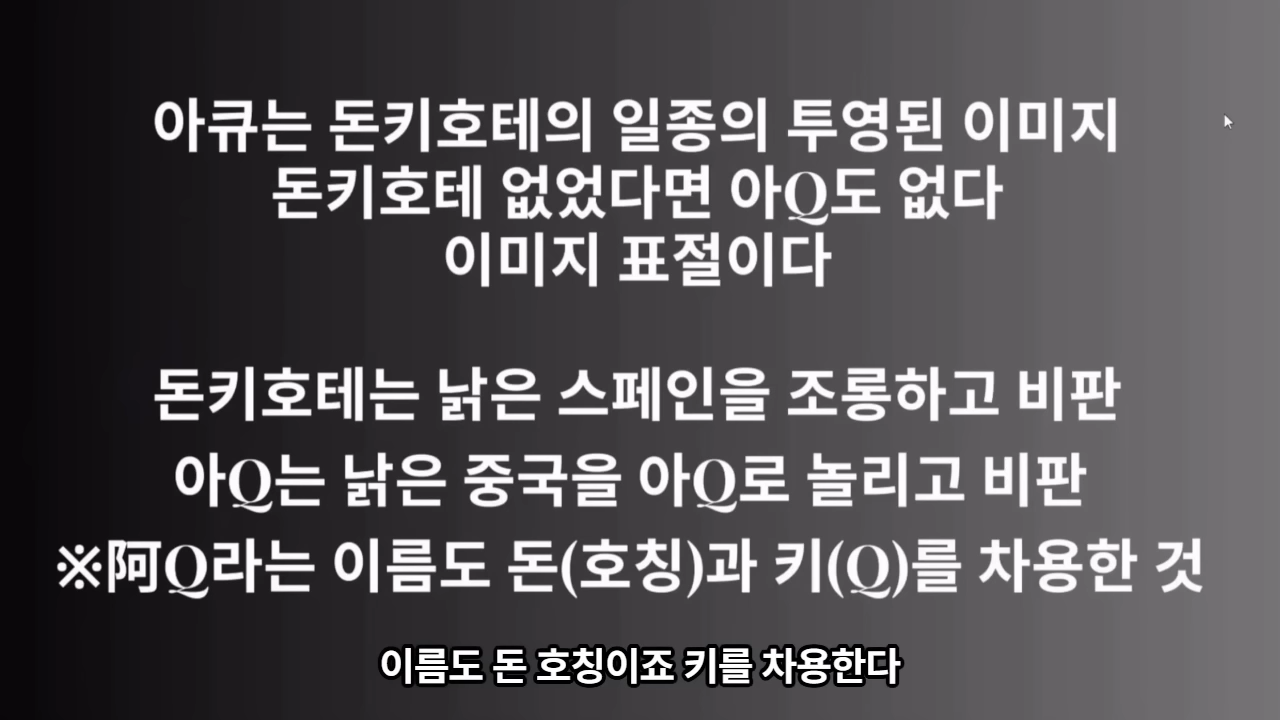 아큐는 돈키호테의 일종의 투영된 이미지
돈키호테 없었다면 아Q도 없다
이미지 표절이다
돈키호테는 낡은 스페인을 조롱하고 비판
아Q는 낡은 중국을 아Q로 놀리고 비판
※阿Q라는 이름도 돈(호칭)과 키(Q)를 차용한 것
이름도 돈 호칭이죠 키를 차용한다